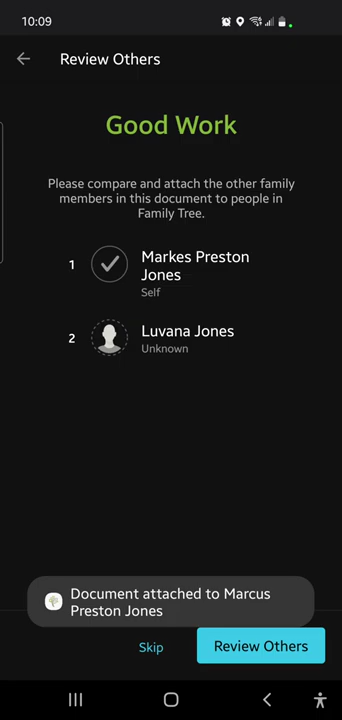 10:09
Review Others
Good Work
Please compare and attach the other family
members in this document to people in
Family Tree.
1
Markes Preston
Jones
Self
2
Luvana Jones
Unknown
Document attached to Marcus
Preston Jones
Skip
Review Others